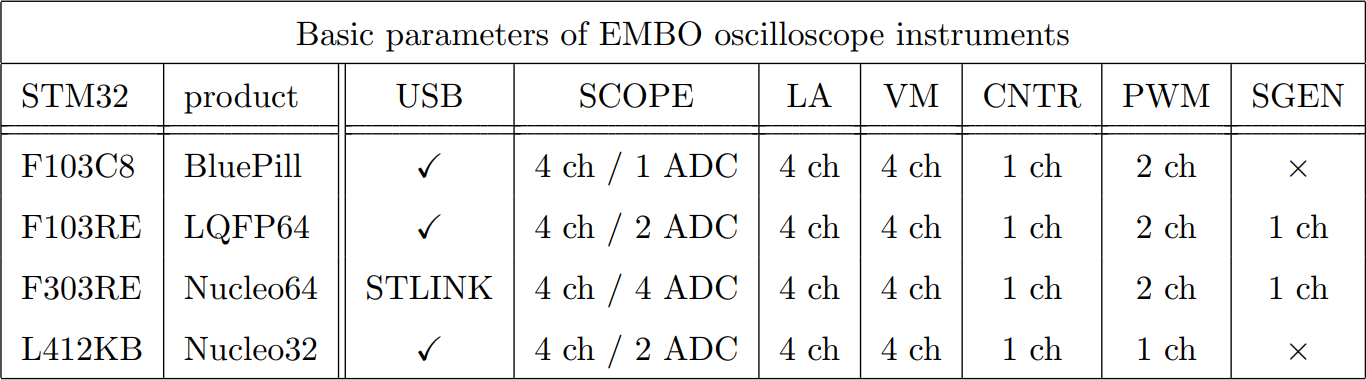 Basic parameters of EMBO oscilloscope instruments
STM32 product USB SCOPE LA VM CNTR PWM SGEN
F103C8 BluePill ✓ 4 ch / 1 ADC 4 ch 4 ch 1 ch 2 ch ×
F103RE LQFP64 ✓ 4 ch / 2 ADC 4 ch 4 ch 1 ch 2 ch 1 ch
F303RE Nucleo64 STLINK 4 ch / 4 ADC 4 ch 4 ch 1 ch 2 ch 1 ch
L412KB Nucleo32 ✓ 4 ch / 2 ADC 4 ch 4 ch 1 ch 1 ch ×